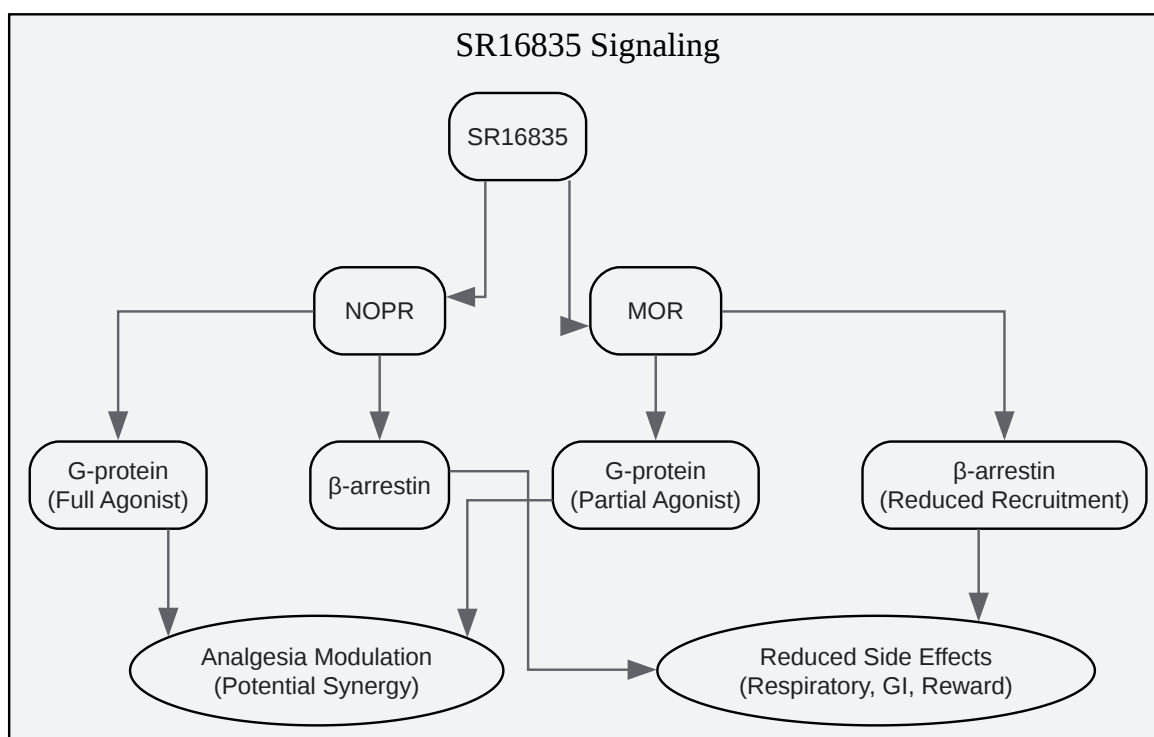 SR16835 Signaling
SR16835
NOPR
MOR
G-protein
(Full Agonist)
β-arrestin
G-protein
(Partial Agonist)
β-arrestin
(Reduced Recruitment)
Analgesia Modulation
(Potential Synergy)
Reduced Side Effects
(Respiratory, GI, Reward)